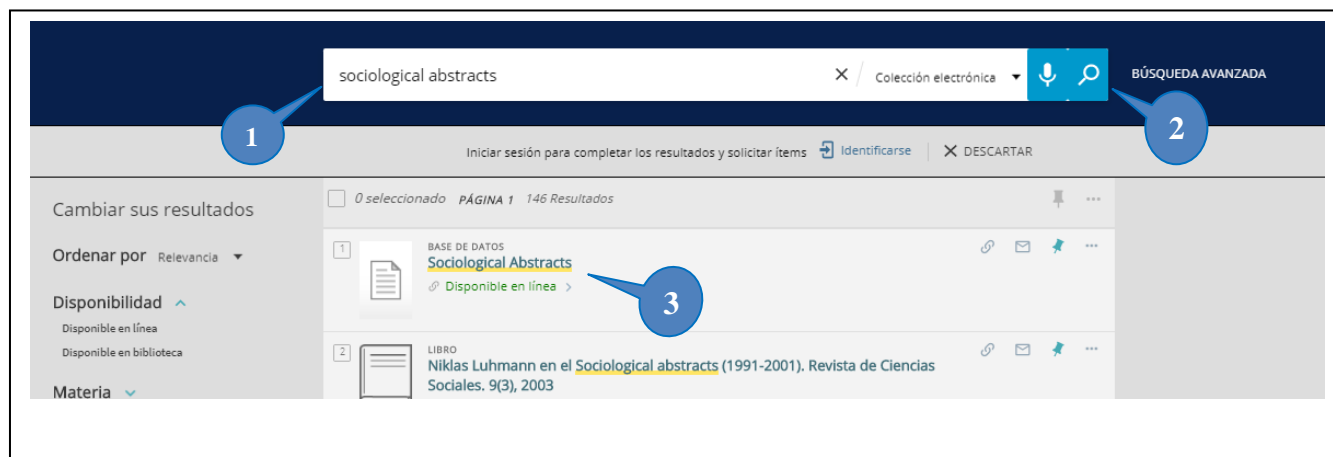 sociological abstracts
Colección electrónica
BÚSQUEDA AVANZADA
1
2
Iniciar sesión para completar los resultados y solicitar ítems Identificarse DESCARTAR
Cambiar sus resultados
0 seleccionado PÁGINA 1 146 Resultados
Ordenar por Relevancia
1
BASE DE DATOS
Sociological Abstracts
Disponible en línea
3
Disponibilidad
Disponible en línea
Disponible en biblioteca
2
LIBRO
Niklas Luhmann en el Sociological abstracts (1991-2001). Revista de Ciencias
Sociales. 9(3), 2003
Materia